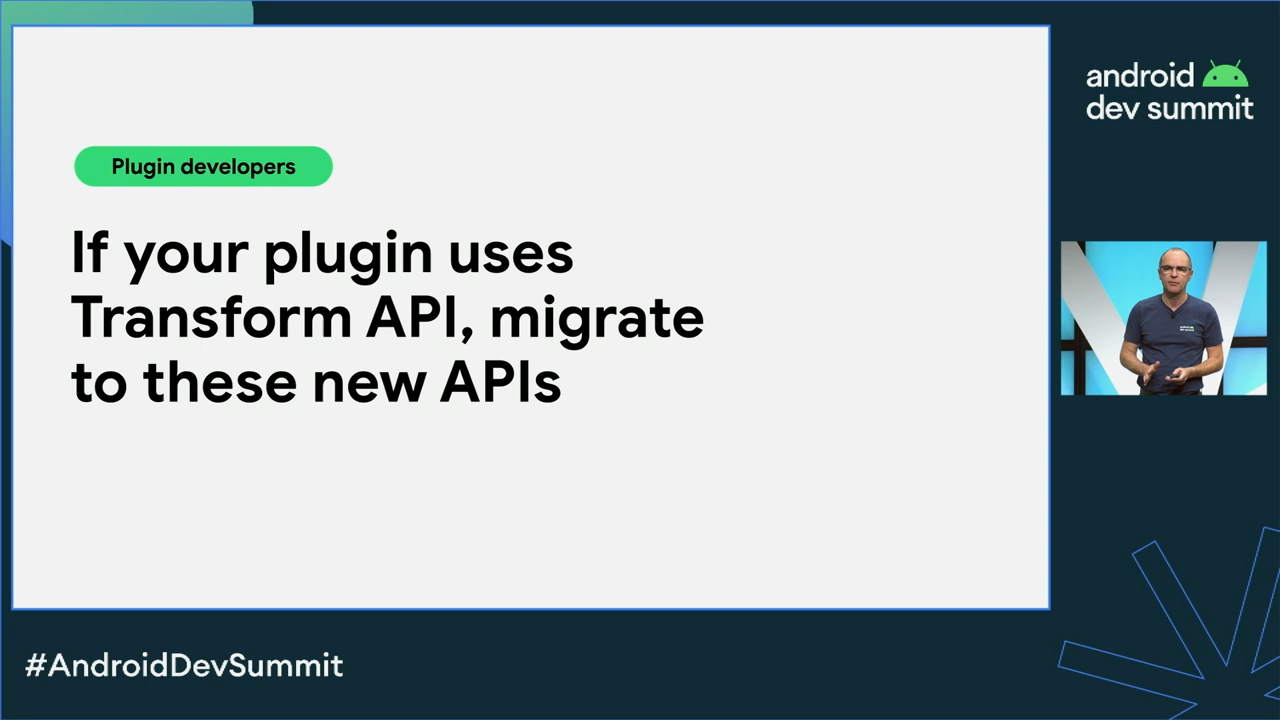 Plugin developers
If your plugin uses
Transform API, migrate
to these new APIs
android
dev summit
#AndroidDevSummit